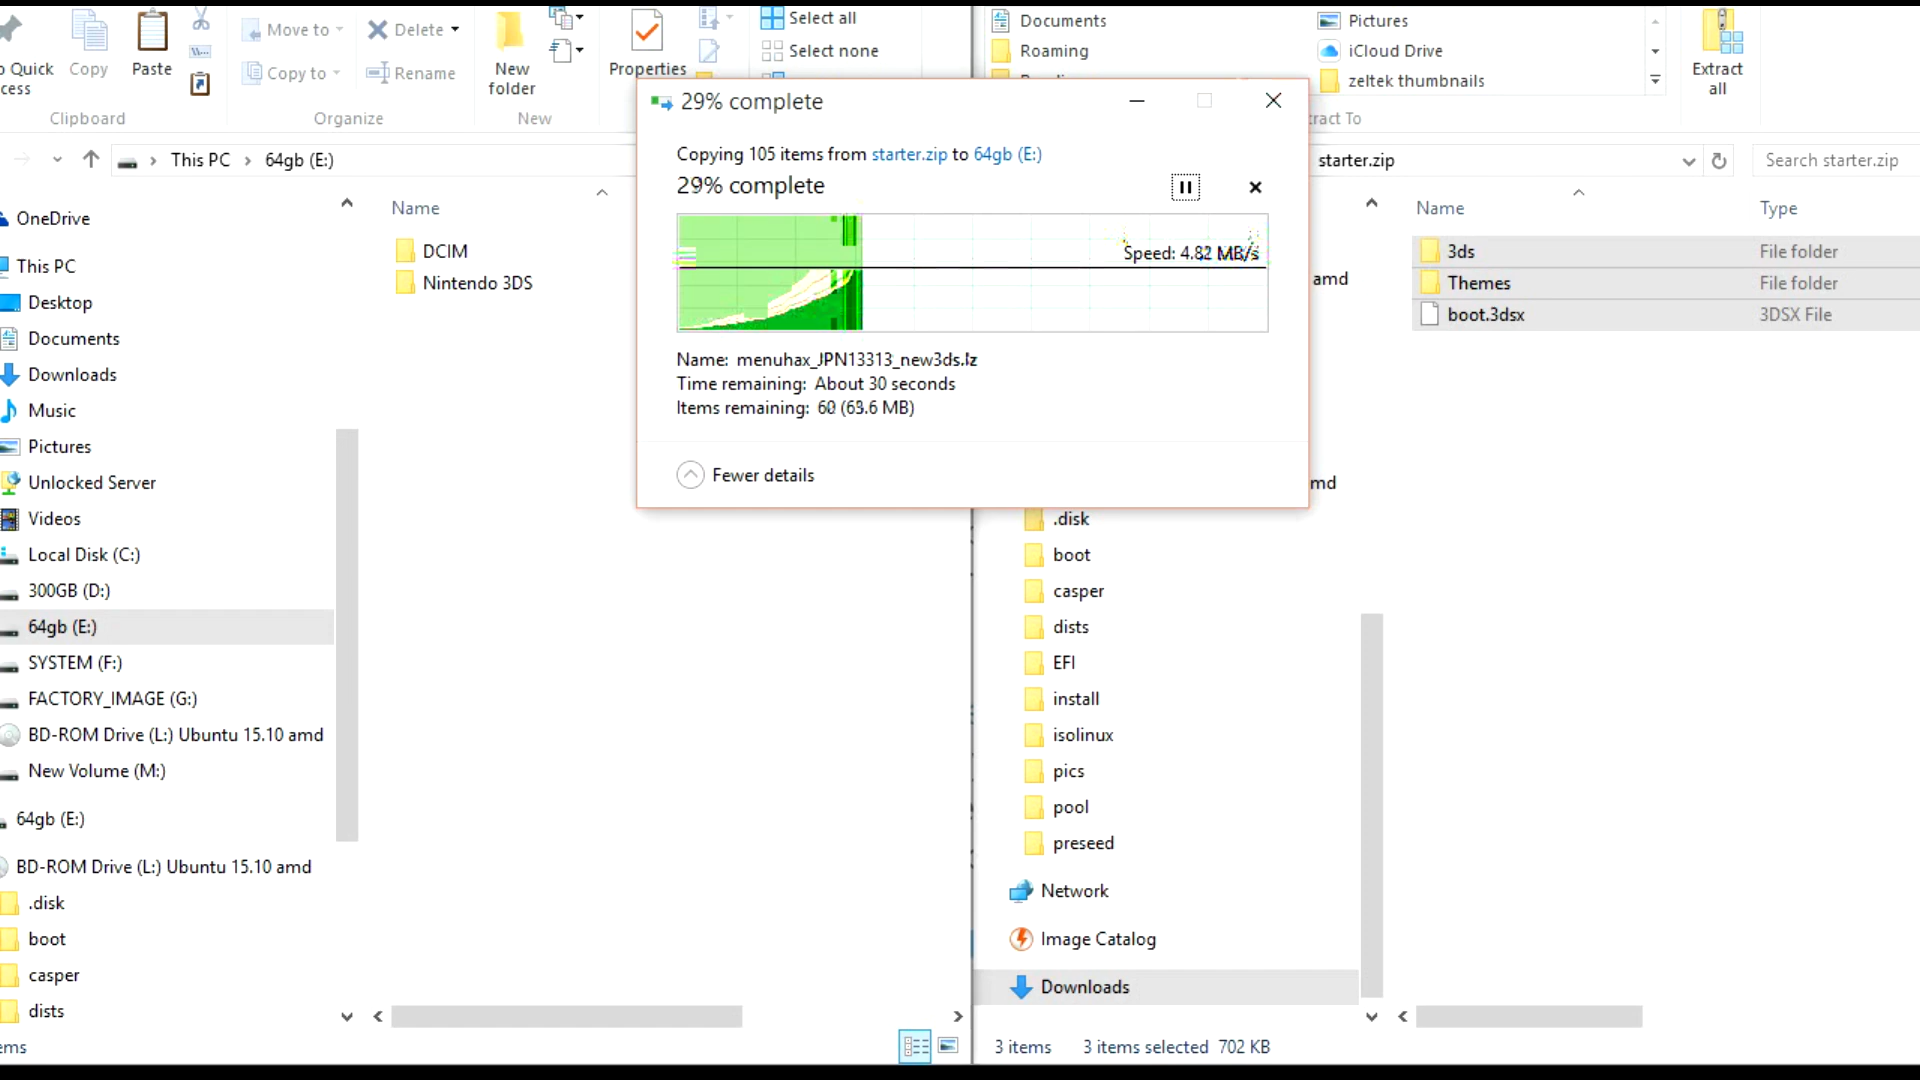 Quick
cess
Copy
Paste
Clipboard
Move to
Copy to
Delete
Rename
Organize
New
folder
New
Properties
Select all
Select none
This PC
64gb (E:)
OneDrive
This PC
Desktop
Documents
Downloads
Music
Pictures
Unlocked Server
Videos
Local Disk (C:)
300GB (D:)
64gb (E:)
SYSTEM (F:)
FACTORY_IMAGE (G:)
BD-ROM Drive (L:) Ubuntu 15.10 amd
New Volume (M:)
64gb (E:)
BD-ROM Drive (L:) Ubuntu 15.10 amd
.disk
boot
casper
dists
ems
Name
DCIM
Nintendo 3DS
29% complete
Copying 105 items from starter.zip to 64gb (E:)
29% complete
Speed: 4.82 MB/s
Name: menuhax_JPN13313_new3ds.lz
Time remaining: About 30 seconds
Items remaining: (63.6 MB)
Fewer details
Documents
Roaming
Pictures
iCloud Drive
zeltek thumbnails
ract To
Extract
all
starter.zip
Search starter.zip
amd
md
.disk
boot
casper
dists
EFI
install
isolinux
pics
pool
preseed
Network
Image Catalog
Downloads
Name Type
3ds File folder
Themes File folder
boot.3dsx 3DSX File
3 items 3 items selected 702 KB